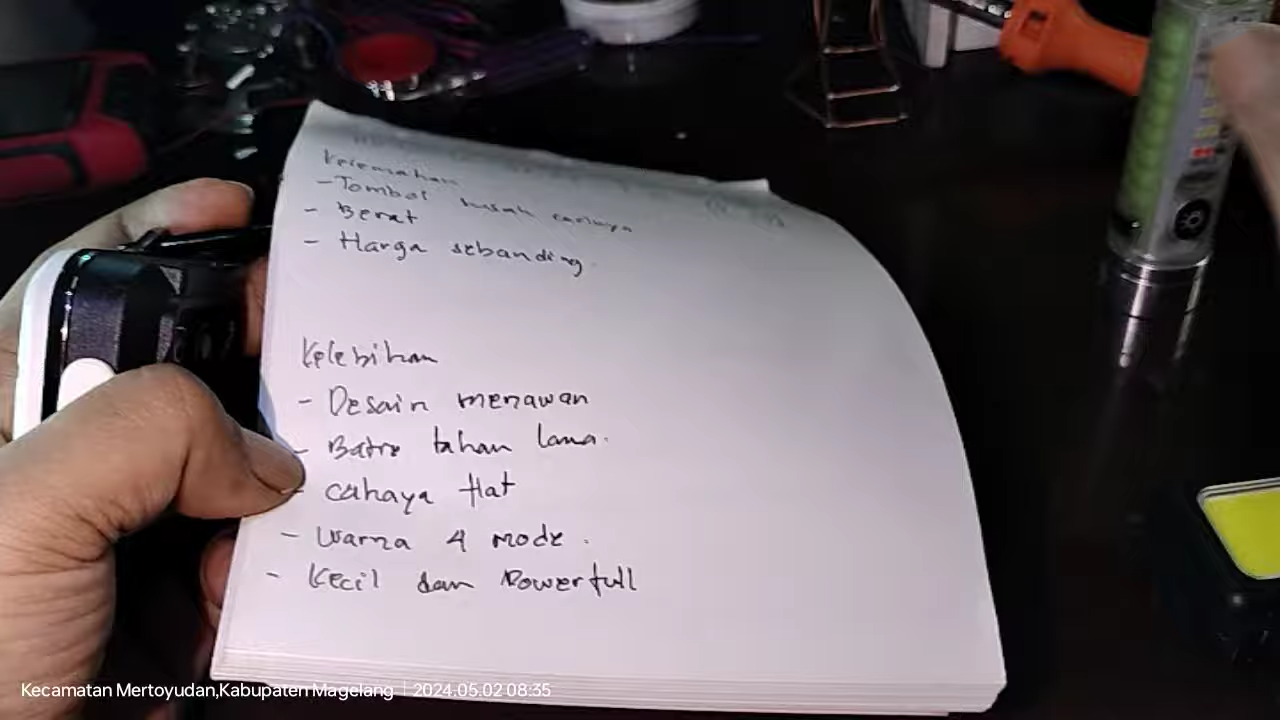 Kelemahan
- Tombol susah
- Berat
- Harga sebanding
Kelebihan
- Desain menawan
- Batre tahan lama.
- cahaya flat
- Warna 4 mode.
- Kecil dan Powerfull
Kecamatan Mertoyudan,Kabupaten Magelang | 2024.05.02 08:35